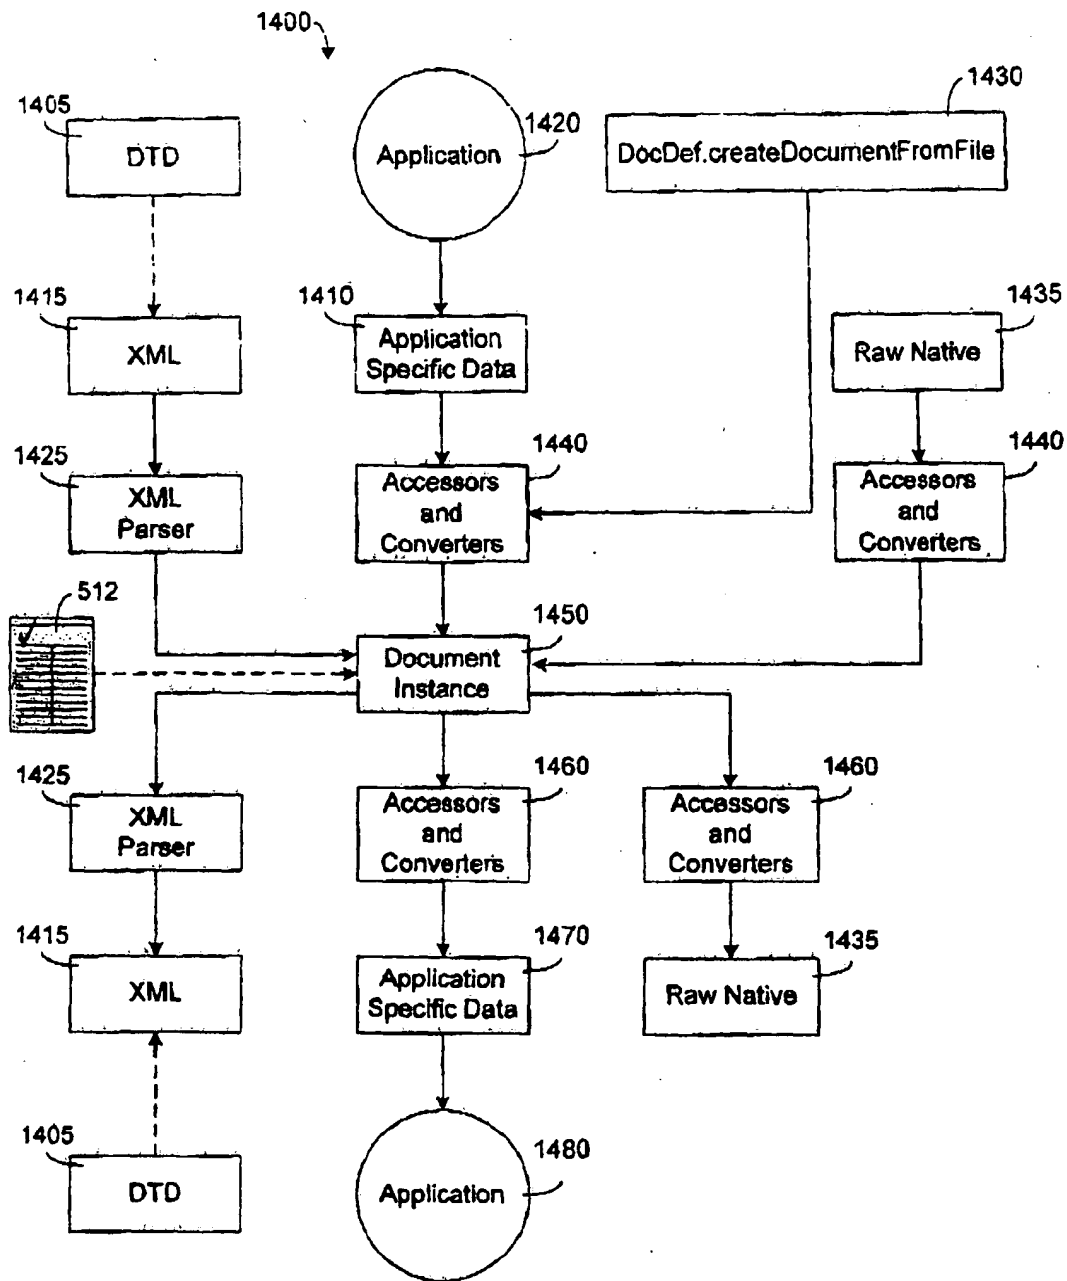 1400
1405
DTD
1420
Application
1430
DocDef.createDocumentFromFile
1415
XML
1410
Application
Specific Data
1435
Raw Native
1425
XML
Parser
1440
Accessors
and
Converters
1440
Accessors
and
Converters
512
1450
Document
Instance
1425
XML
Parser
1460
Accessors
and
Converters
1460
Accessors
and
Converters
1415
XML
1470
Application
Specific Data
1435
Raw Native
1405
DTD
1480
Application